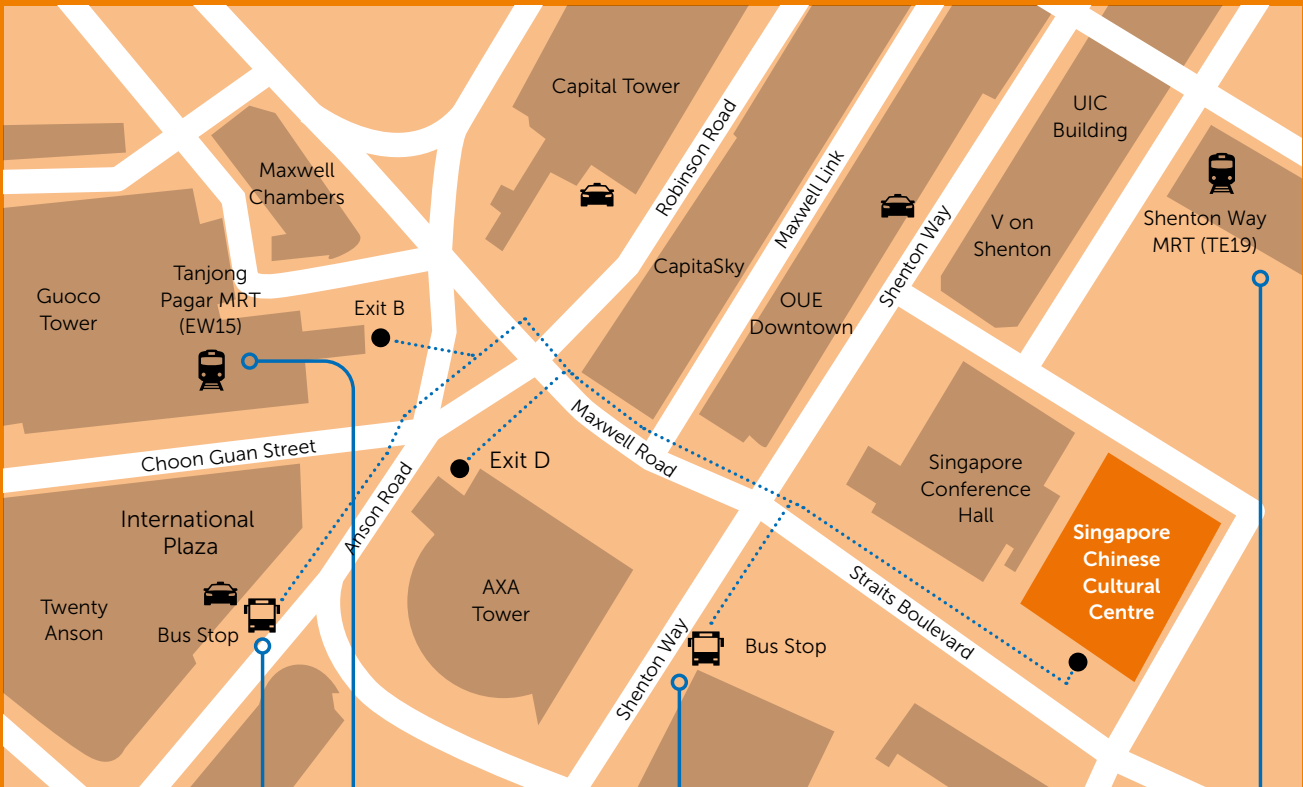 Capital Tower
UIC
Building
Maxwell
Chambers
Robinson Road
Maxwell Link
Shenton Way
V on
Shenton
Shenton Way
MRT (TE19)
Guoco
Tower
Tanjong
Pagar MRT
(EW15)
Exit B
CapitaSky
OUE
Downtown
Choon Guan Street
Anson Road
Exit D
Maxwell Road
Singapore
Conference
Hall
International
Plaza
Singapore
Chinese
Cultural
Centre
Twenty
Anson
Bus Stop
AXA
Tower
Shenton Way
Bus Stop
Straits Boulevard